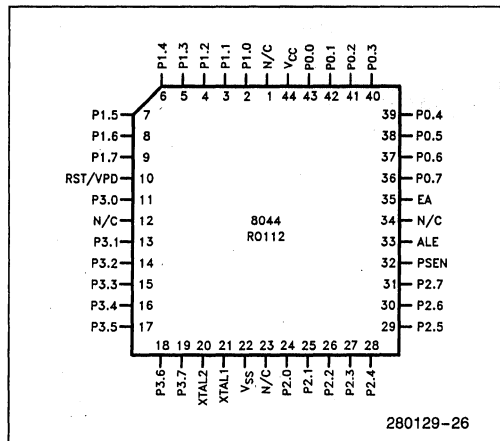 P1.4 P1.3 P1.2 P1.1 P1.0 N/C VCC P0.0 P0.1 P0.2 P0.3
6 5 4 3 2 1 44 43 42 41 40
P1.5 7 39 P0.4
P1.6 8 38 P0.5
P1.7 9 37 P0.6
RST/VPD 10 36 P0.7
P3.0 11 35 EA
N/C 12 8044 34 N/C
P3.1 13 R0112 33 ALE
P3.2 14 32 PSEN
P3.3 15 31 P2.7
P3.4 16 30 P2.6
P3.5 17 29 P2.5
18 19 20 21 22 23 24 25 26 27 28
P3.6 P3.7 XTAL2 XTAL1 VSS N/C P2.0 P2.1 P2.2 P2.3 P2.4
280129-26